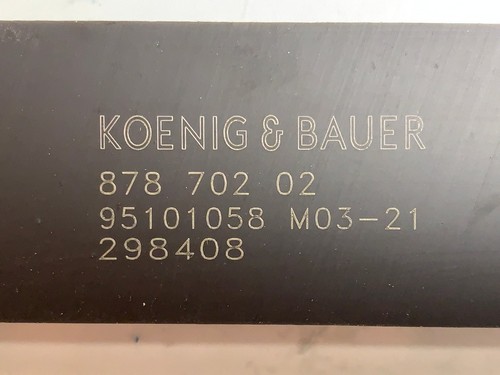 KOENIG & BAUER
878 702 02
95101058 M03-21
298408